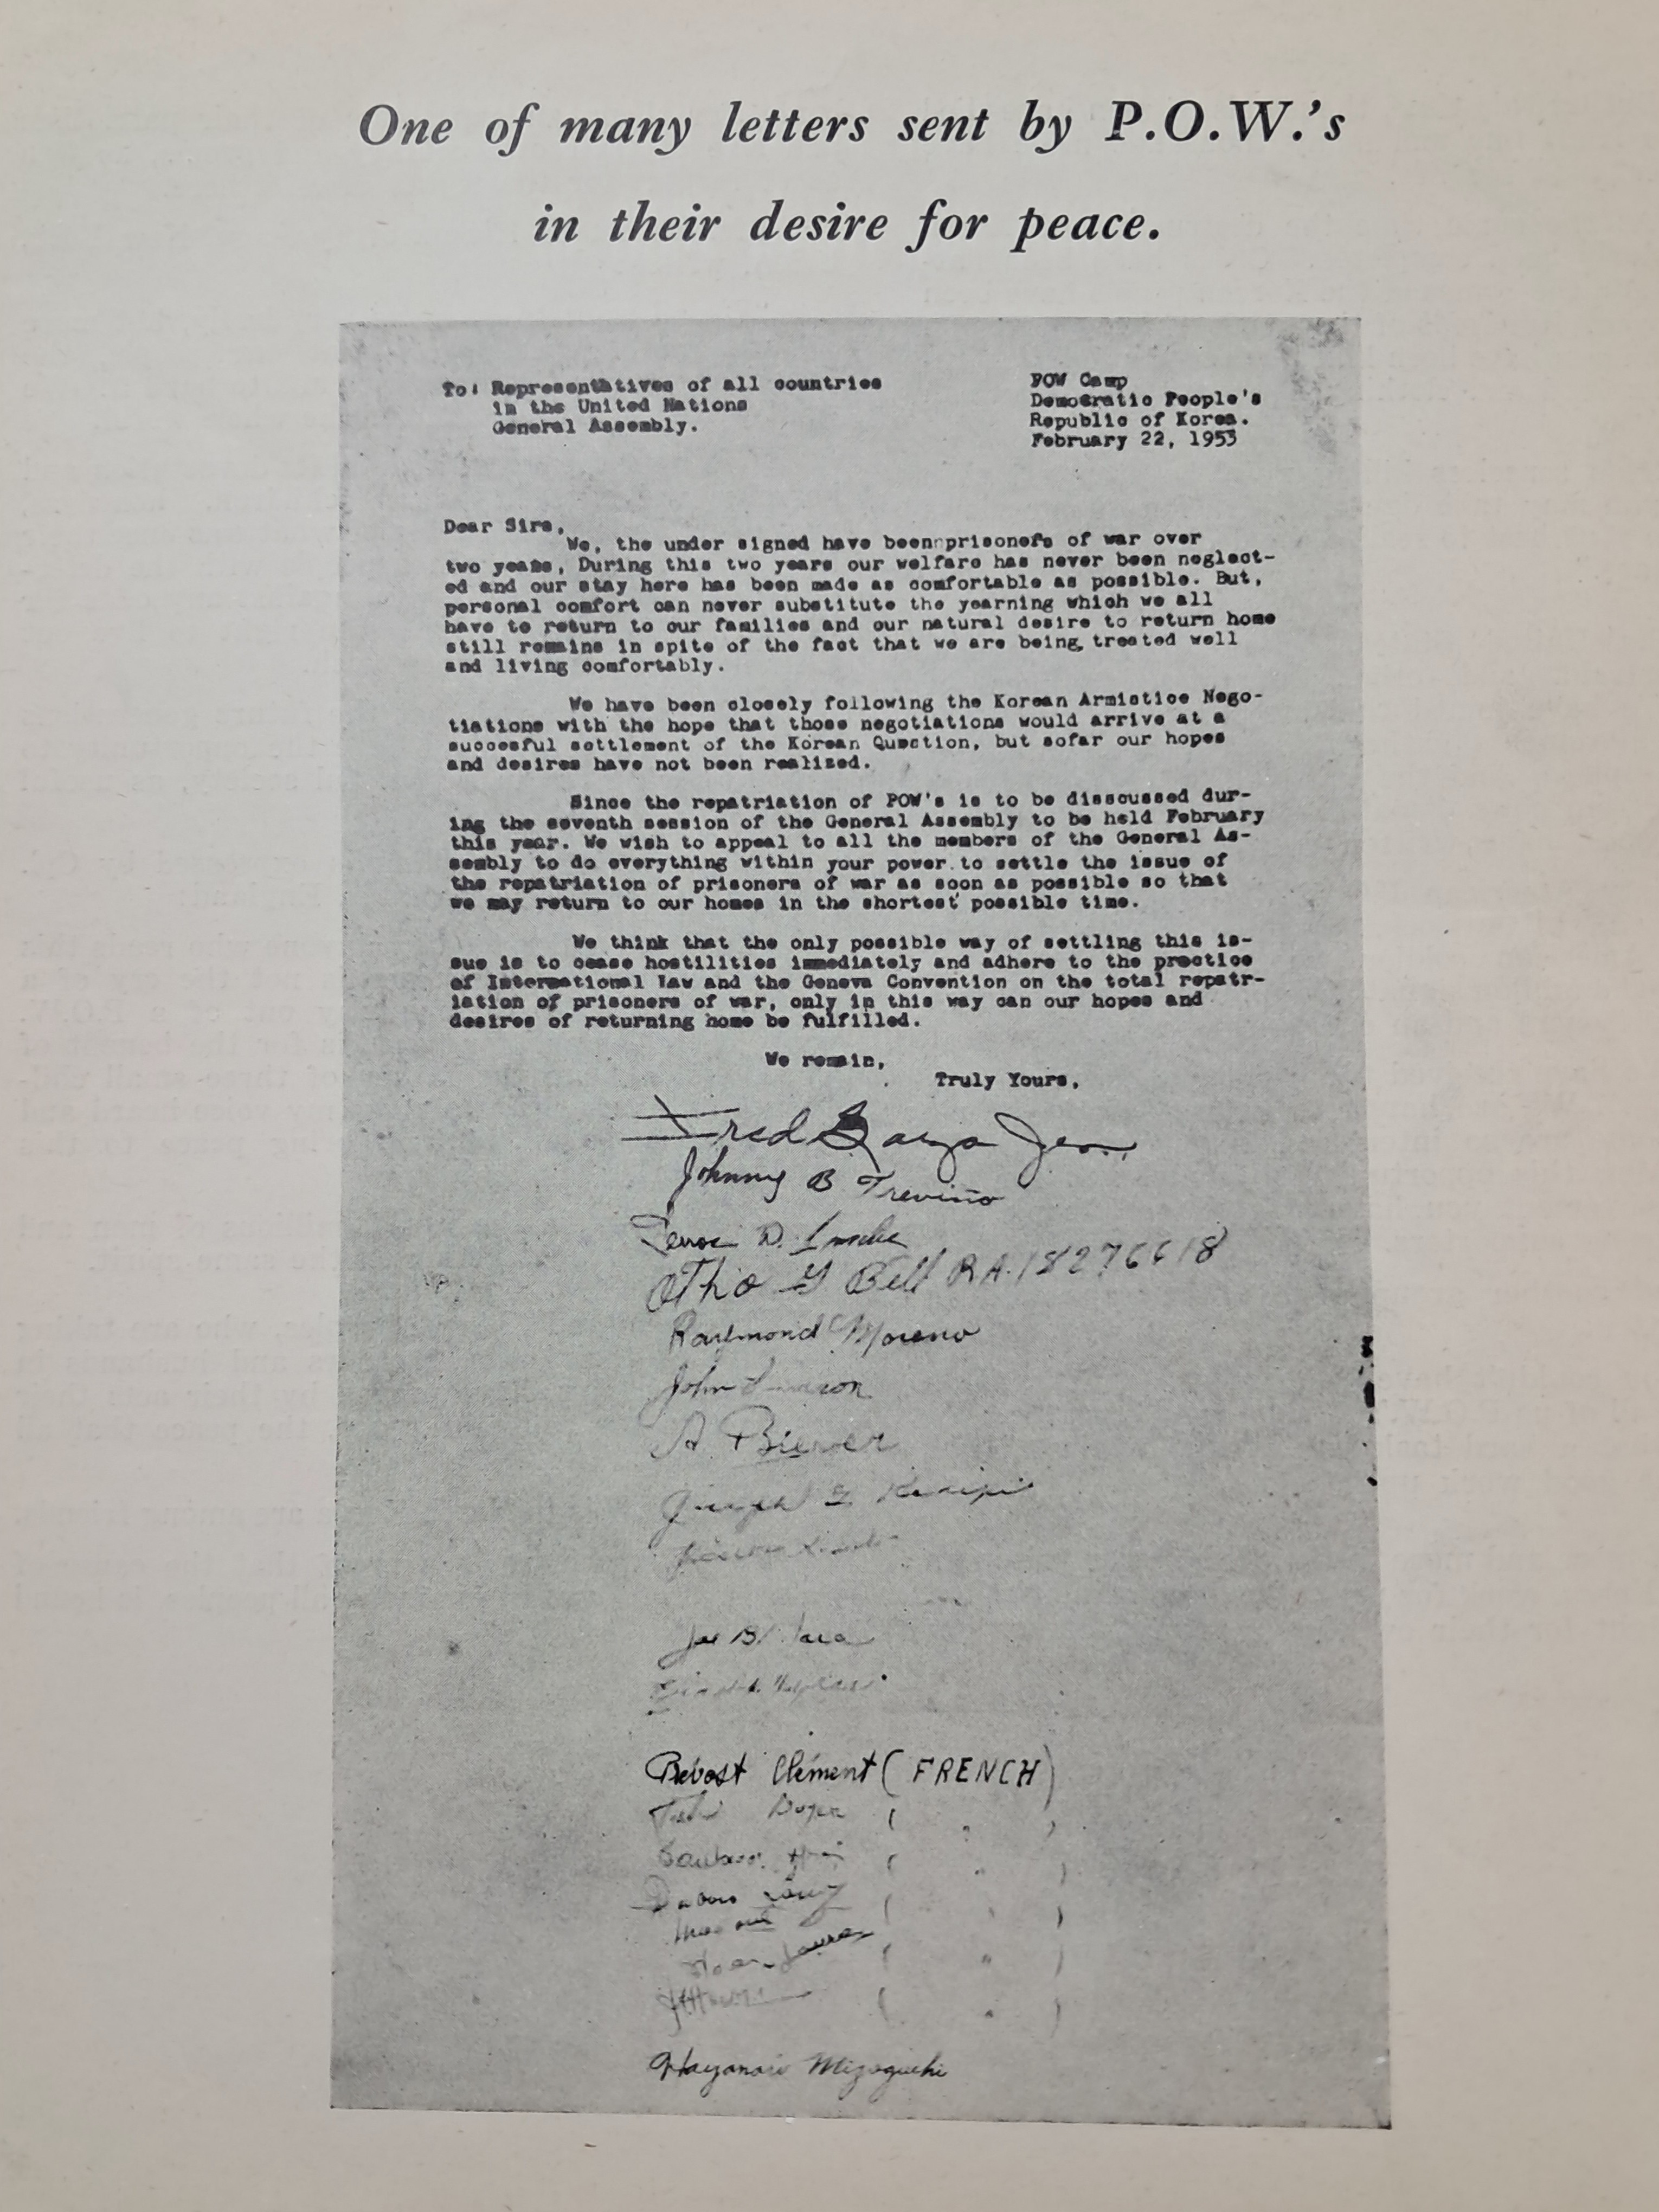 One of many letters sent by P.O.W.'s
in their desire for peace.
To: Representatives of all countries
in the United Nations
General Assembly.
POW Camp
Democratic People's
Republic of Korea.
February 22, 1953
Dear Sirs,
We, the under signed have been prisoners of war over
two years, During this two years our welfare has never been neglect-
ed and our stay here has been made as comfortable as possible. But,
personal comfort can never substitute the yearning which we all
have to return to our families and our natural desire to return home
still remains in spite of the fact that we are being treated well
and living comfortably.
We have been closely following the Korean Armistice Nego-
tiations with the hope that those negotiations would arrive at a
succesful settlement of the Korean Question, but sofar our hopes
and desires have not been realized.
Since the repatriation of POW's is to be disscussed dur-
ing the seventh session of the General Assembly to be held February
this year. We wish to appeal to all the members of the General As-
sembly to do everything within your power to settle the issue of
the repatriation of prisoners of war as soon as possible so that
we may return to our homes in the shortest possible time.
We think that the only possible way of settling this is-
sue is to cease hostilities immediately and adhere to the practice
of International law and the Geneva Convention on the total repatr-
iation of prisoners of war, only in this way can our hopes and
desires of returning home be fulfilled.
We remain,
Truly Yours,
Fred Garza Jr.
Johnny B Treviño
D.
Otho G Bell RA.18276618
Raymond Moreno
John
A
Joseph
Joe B
Clément (FRENCH)
Mizoguchi